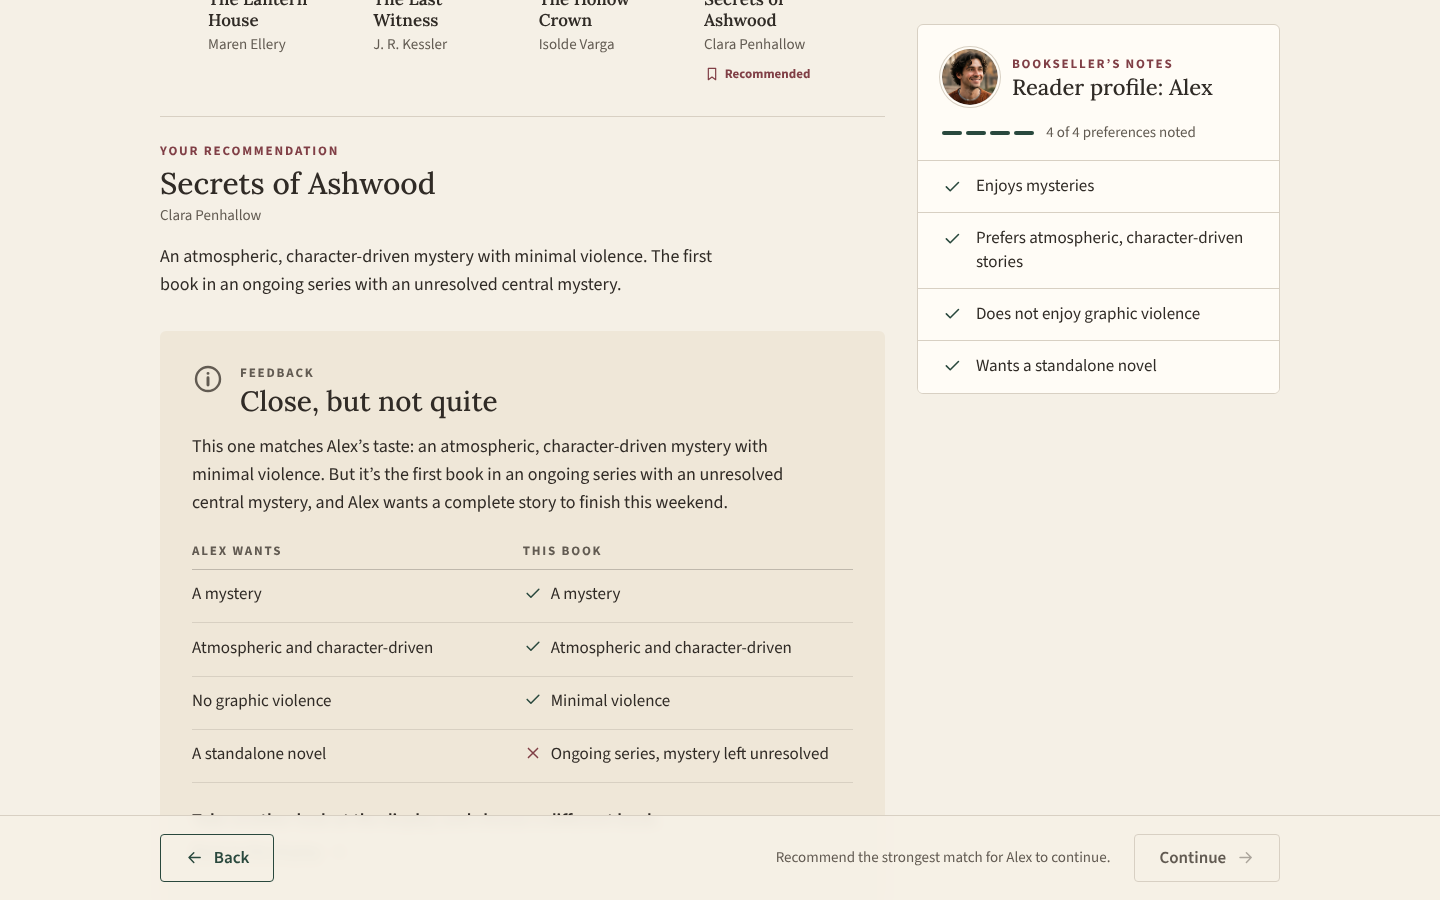 The Lantern
House
Maren Ellery
The Last
Witness
J. R. Kessler
The Hollow
Crown
Isolde Varga
Secrets of
Ashwood
Clara Penhallow
Recommended
YOUR RECOMMENDATION
Secrets of Ashwood
Clara Penhallow
An atmospheric, character-driven mystery with minimal violence. The first
book in an ongoing series with an unresolved central mystery.
FEEDBACK
Close, but not quite
This one matches Alex’s taste: an atmospheric, character-driven mystery with
minimal violence. But it’s the first book in an ongoing series with an unresolved
central mystery, and Alex wants a complete story to finish this weekend.
ALEX WANTS THIS BOOK
A mystery A mystery
Atmospheric and character-driven Atmospheric and character-driven
No graphic violence Minimal violence
A standalone novel Ongoing series, mystery left unresolved
BOOKSELLER’S NOTES
Reader profile: Alex
4 of 4 preferences noted
Enjoys mysteries
Prefers atmospheric, character-driven
stories
Does not enjoy graphic violence
Wants a standalone novel
Back
Recommend the strongest match for Alex to continue.
Continue